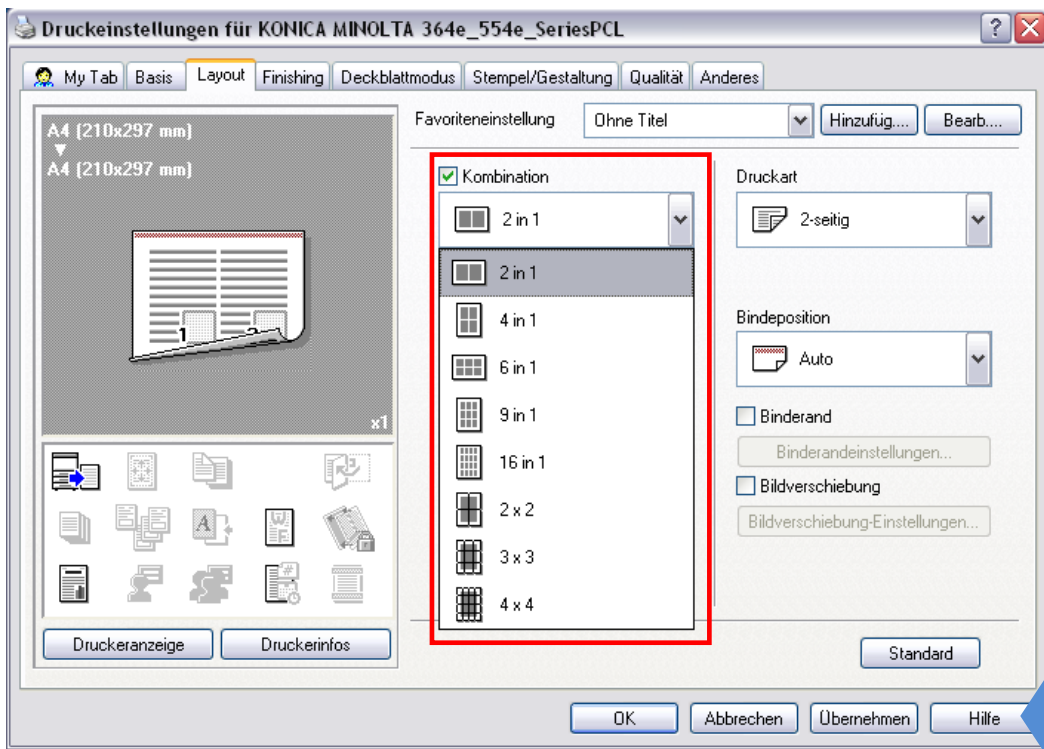 Druckeinstellungen für KONICA MINOLTA 364e_554e_SeriesPCL
My Tab Basis Layout Finishing Deckblattmodus Stempel/Gestaltung Qualität Anderes
A4 (210x297 mm)
A4 (210x297 mm)
1 2
x1
Druckeranzeige Druckerinfos
Favoriteneinstellung Ohne Titel Hinzufüg.... Bearb....
Kombination
2 in 1
2 in 1
4 in 1
6 in 1
9 in 1
16 in 1
2 x 2
3 x 3
4 x 4
Druckart
2-seitig
Bindeposition
Auto
Binderand
Binderandeinstellungen...
Bildverschiebung
Bildverschiebung-Einstellungen...
Standard
OK Abbrechen Übernehmen Hilfe